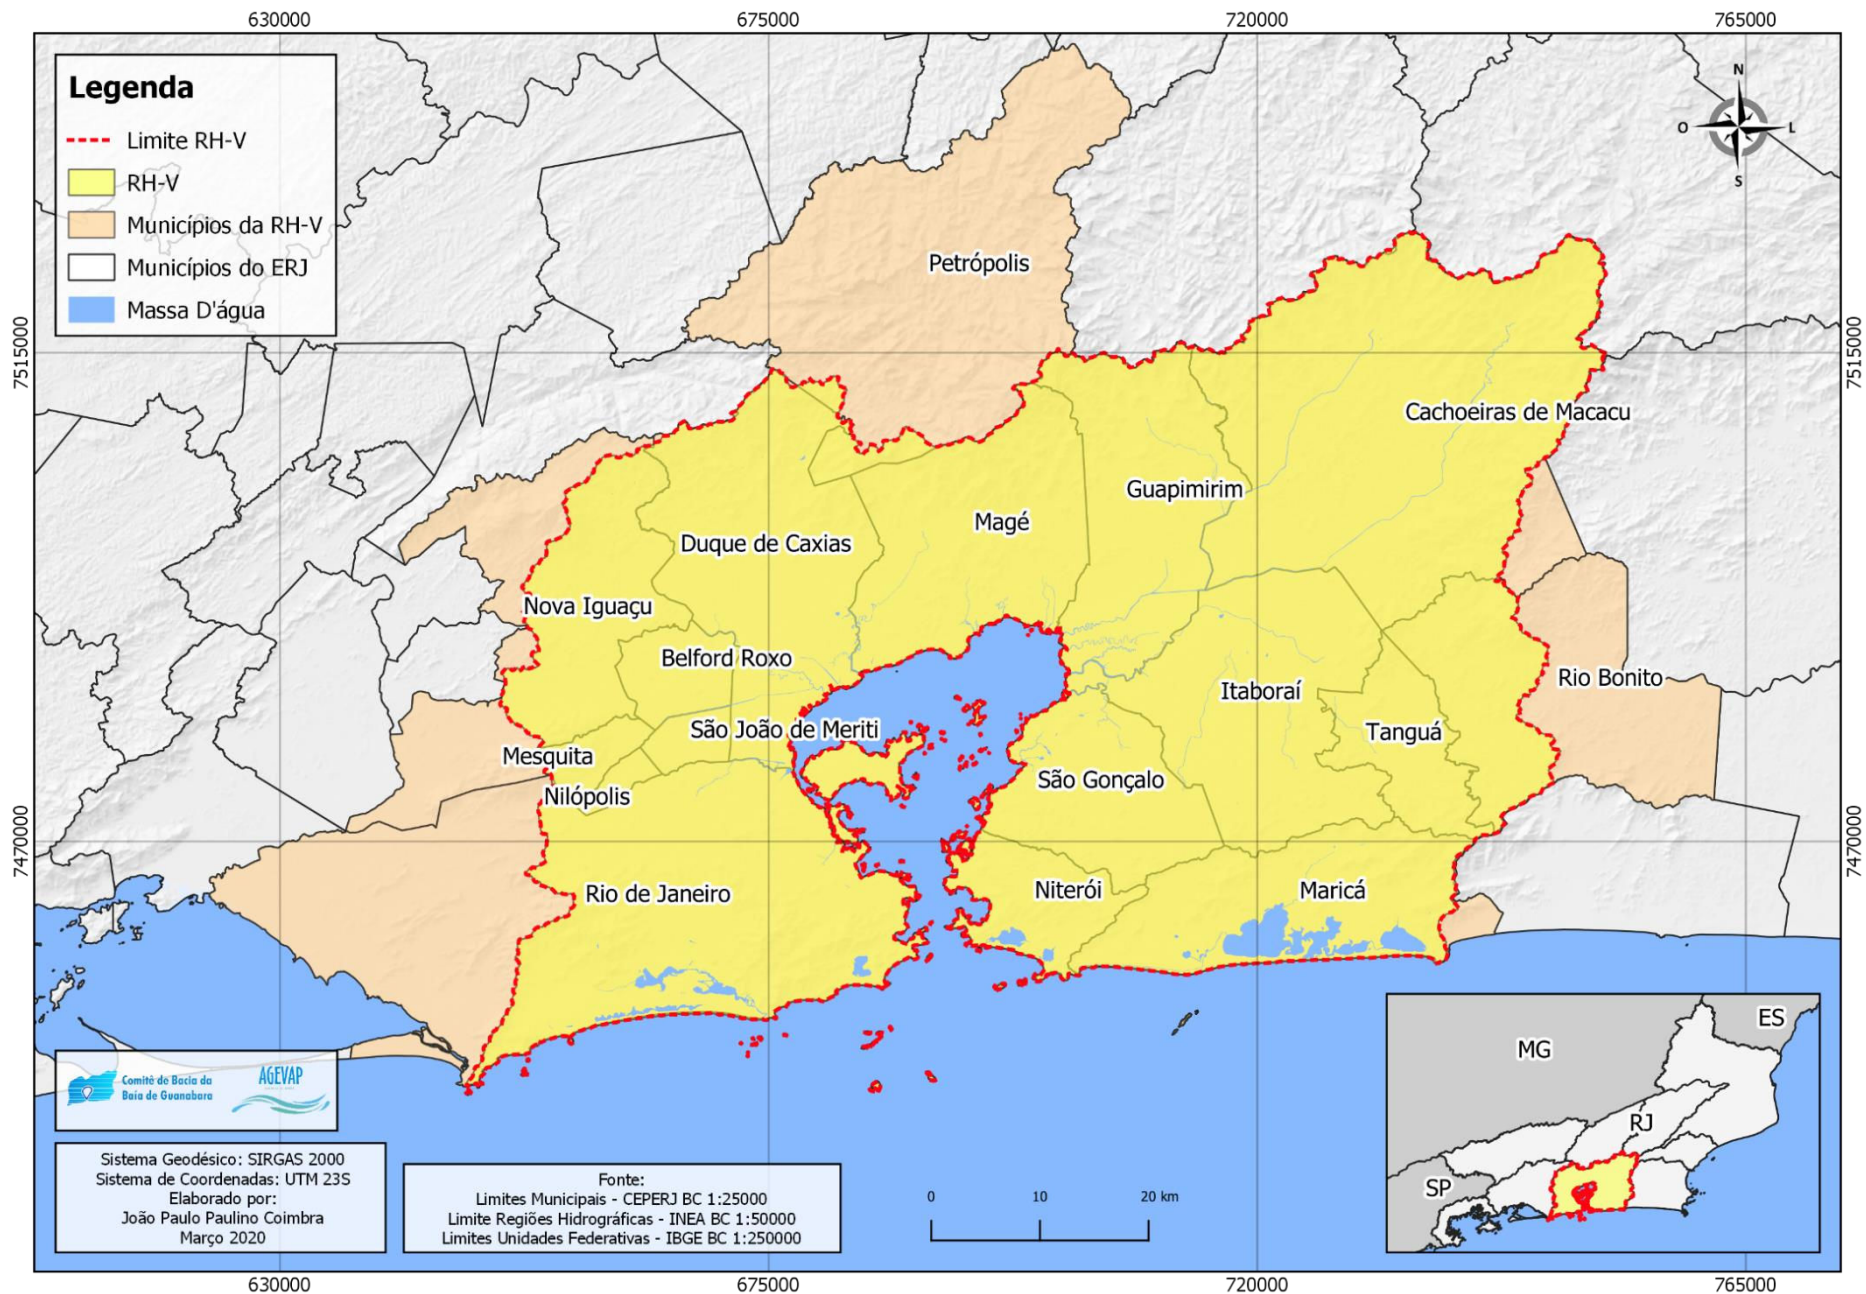 630000
675000
720000
765000
Legenda
Limite RH-V
RH-V
Municípios da RH-V
Municípios do ERJ
Massa D'água
N
O
L
S
Petrópolis
7515000
7515000
Cachoeiras de Macacu
Guapimirim
Magé
Duque de Caxias
Nova Iguaçu
Belford Roxo
Rio Bonito
Itaboraí
São João de Meriti
Tanguá
Mesquita
São Gonçalo
Nilópolis
7470000
7470000
Rio de Janeiro
Niterói
Maricá
Comitê de Bacia da
Baía de Guanabara
AGEVAP
Sistema Geodésico: SIRGAS 2000
Sistema de Coordenadas: UTM 23S
Elaborado por:
João Paulo Paulino Coimbra
Março 2020
Fonte:
Limites Municipais - CEPERJ BC 1:25000
Limite Regiões Hidrográficas - INEA BC 1:50000
Limites Unidades Federativas - IBGE BC 1:250000
0
10
20 km
ES
MG
RJ
SP
630000
675000
720000
765000